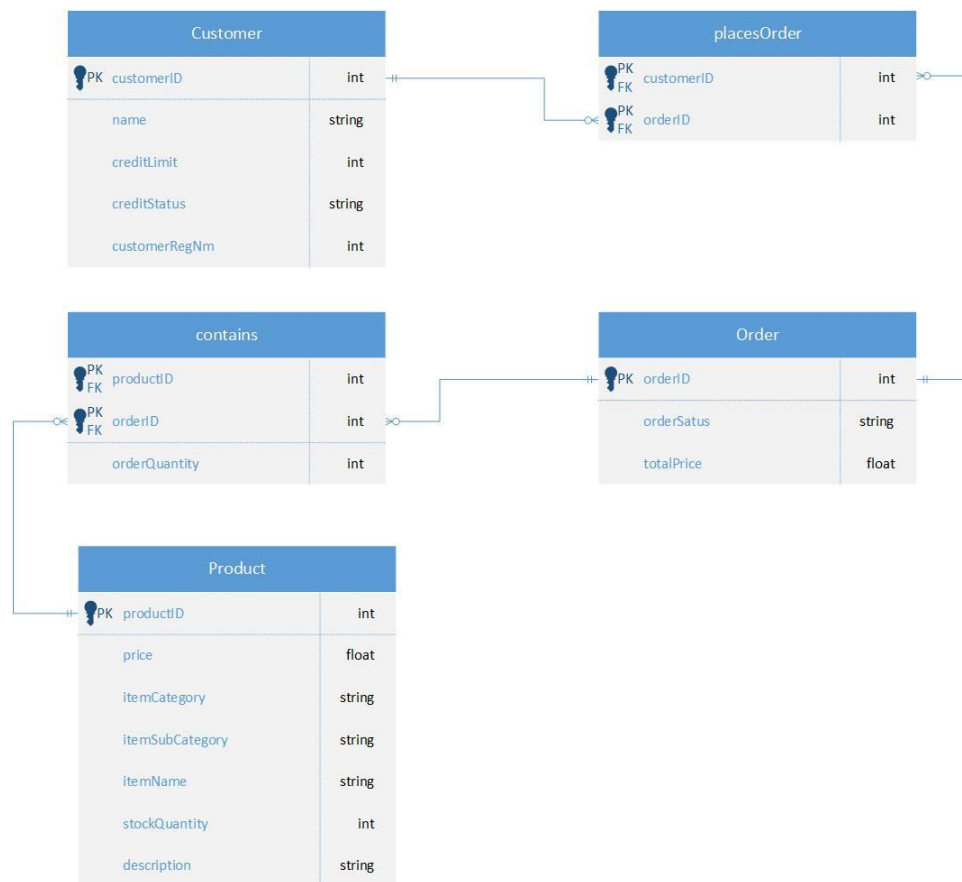 Customer
PK customerID int
name string
creditLimit int
creditStatus string
customerRegNm int
placesOrder
PK
FK customerID int
PK
FK orderID int
contains
PK
FK productID int
PK
FK orderID int
orderQuantity int
Order
PK orderID int
orderSatus string
totalPrice float
Product
PK productID int
price float
itemCategory string
itemSubCategory string
itemName string
stockQuantity int
description string